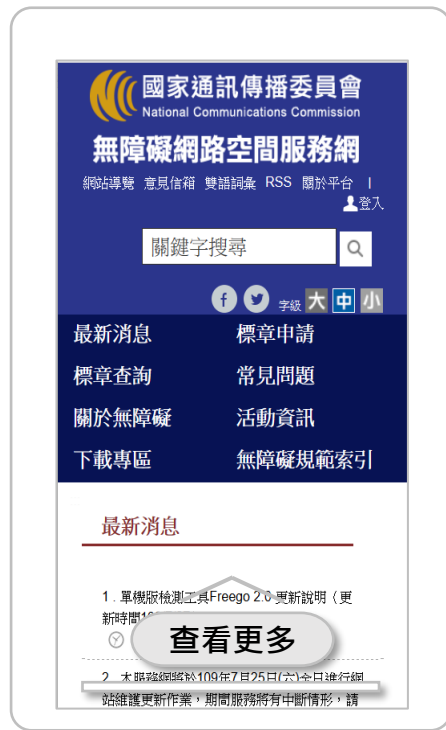 國家通訊傳播委員會
National Communications Commission
無障礙網路空間服務網
網站導覽 意見信箱 雙語詞彙 RSS 關於平台 |
登入
關鍵字搜尋
字級 大 中 小
最新消息 標章申請
標章查詢 常見問題
關於無障礙 活動資訊
下載專區 無障礙規範索引
最新消息
1 . 單機版檢測工具Freego 2.0 更新說明（更
新時間
查看更多
2 . 本服務網將於109年7月25日(六)全日進行網
站維護更新作業，期間服務將有中斷情形，請